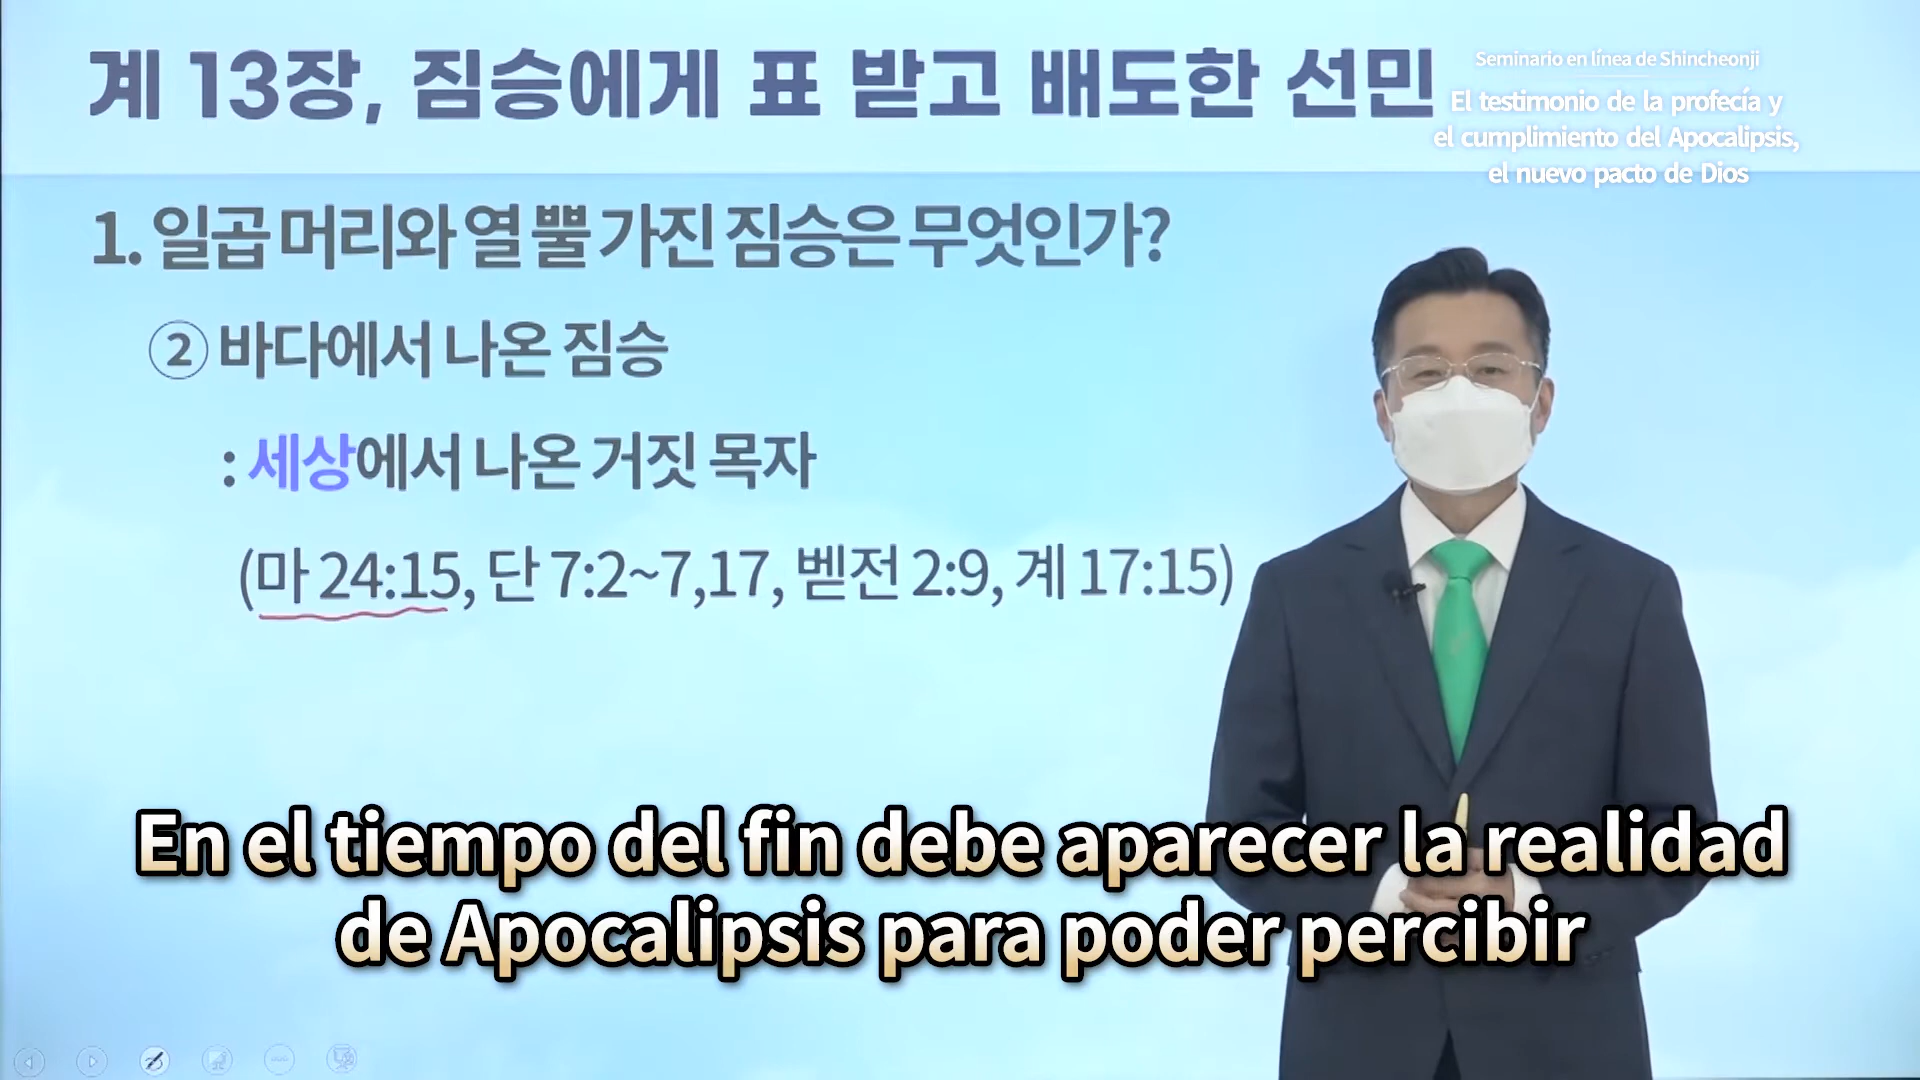 계 13장, 짐승에게 표 받고 배도한 선민
Seminario en línea de Shincheonji
El testimonio de la profecía y
el cumplimiento del Apocalipsis,
el nuevo pacto de Dios
1. 일곱 머리와 열 뿔 가진 짐승은 무엇인가?
② 바다에서 나온 짐승
: 세상에서 나온 거짓 목자
(마 24:15, 단 7:2~7,17, 벧전 2:9, 계 17:15)
En el tiempo del fin debe aparecer la realidad
de Apocalipsis para poder percibir